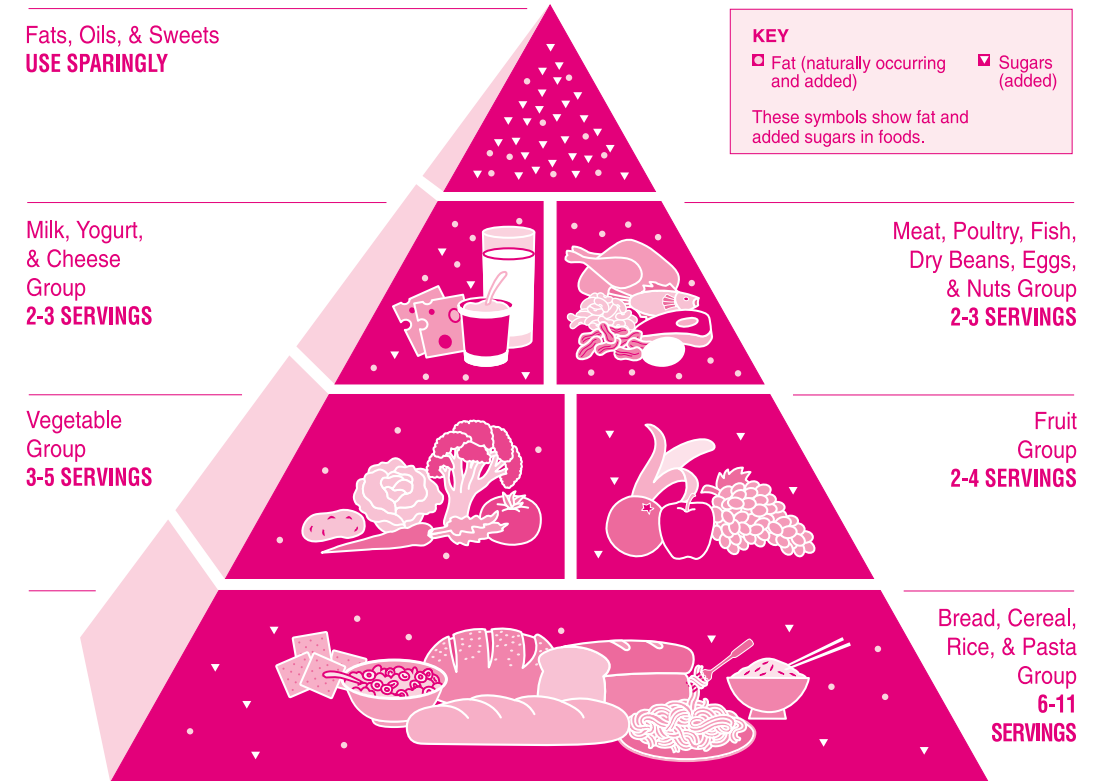 Fats, Oils, & Sweets
USE SPARINGLY
KEY
Fat (naturally occurring
and added)
Sugars
(added)
These symbols show fat and
added sugars in foods.
Milk, Yogurt,
& Cheese
Group
2-3 SERVINGS
Meat, Poultry, Fish,
Dry Beans, Eggs,
& Nuts Group
2-3 SERVINGS
Vegetable
Group
3-5 SERVINGS
Fruit
Group
2-4 SERVINGS
Bread, Cereal,
Rice, & Pasta
Group
6-11
SERVINGS